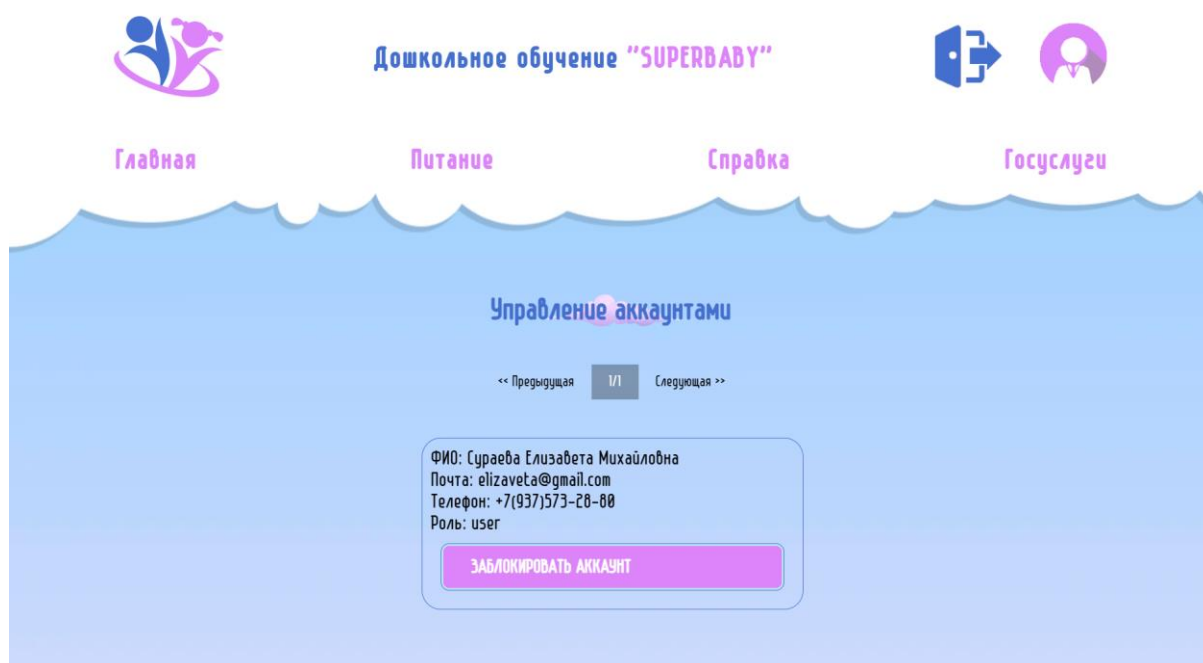 Дошкольное обучение "SUPERBABY"
Главная Питание Справка Госуслуги
Управление аккаунтами
<< Предыдущая 1/1 Следующая >>
ФИО: Сураева Елизавета Михайловна
Почта: elizaveta@gmail.com
Телефон: +7(937)573-28-80
Роль: user
ЗАБЛОКИРОВАТЬ АККАУНТ